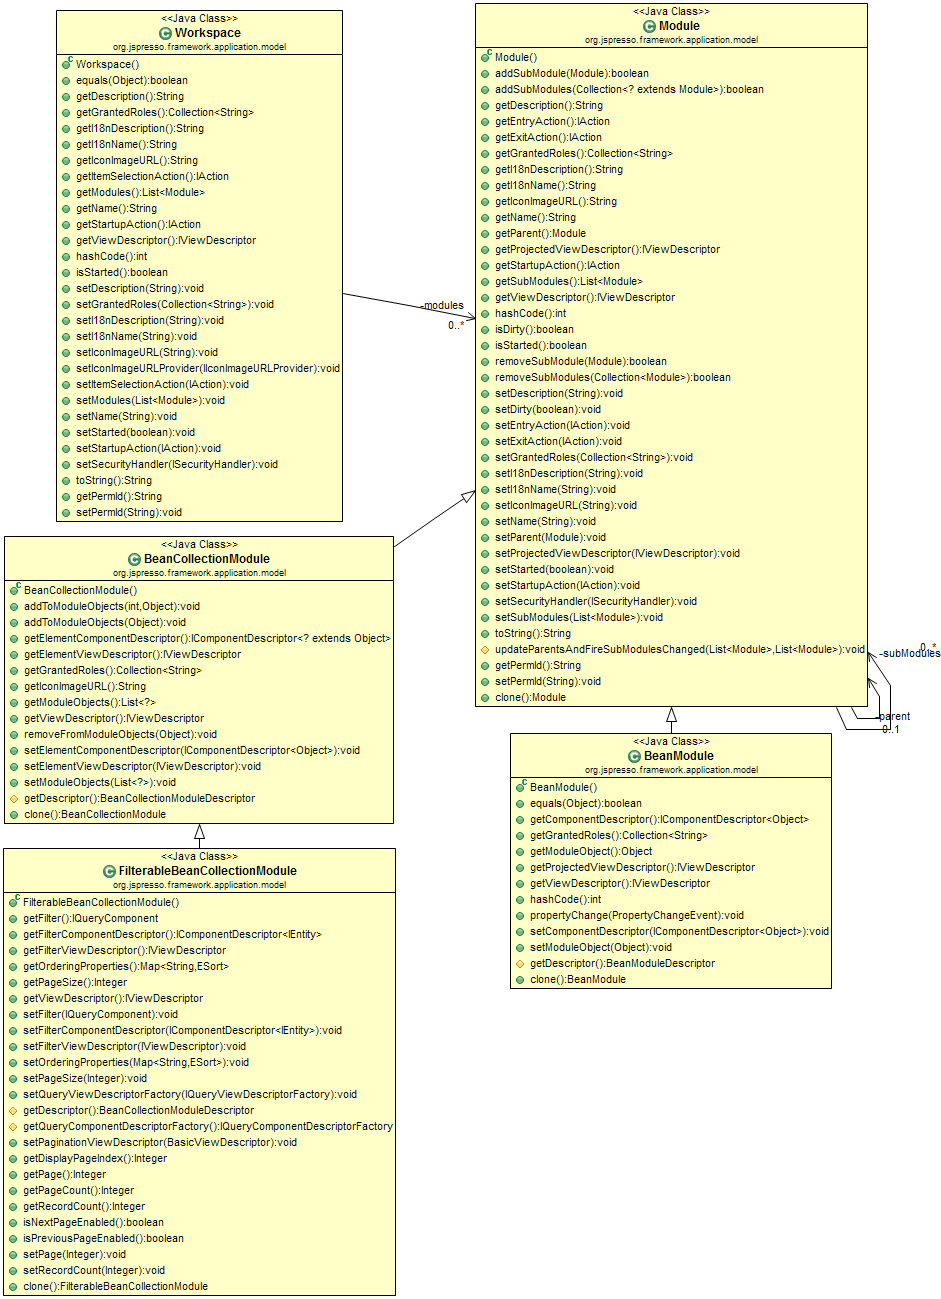 <<Java Class>>
Workspace
org.jspresso.framework.application.model
Workspace()
equals(Object):boolean
getDescription():String
getGrantedRoles():Collection<String>
getI18nDescription():String
getI18nName():String
getIconImageURL():String
getItemSelectionAction():IAction
getModules():List<Module>
getName():String
getStartupAction():IAction
getViewDescriptor():IViewDescriptor
hashCode():int
isStarted():boolean
setDescription(String):void
setGrantedRoles(Collection<String>):void
setI18nDescription(String):void
setI18nName(String):void
setIconImageURL(String):void
setIconImageURLProvider(IIconImageURLProvider):void
setItemSelectionAction(IAction):void
setModules(List<Module>):void
setName(String):void
setStarted(boolean):void
setStartupAction(IAction):void
setSecurityHandler(ISecurityHandler):void
toString():String
getPermId():String
setPermId(String):void
-modules
0..*
<<Java Class>>
Module
org.jspresso.framework.application.model
Module()
addSubModule(Module):boolean
addSubModules(Collection<? extends Module>):boolean
getDescription():String
getEntryAction():IAction
getExitAction():IAction
getGrantedRoles():Collection<String>
getI18nDescription():String
getI18nName():String
getIconImageURL():String
getName():String
getParent():Module
getProjectedViewDescriptor():IViewDescriptor
getStartupAction():IAction
getSubModules():List<Module>
getViewDescriptor():IViewDescriptor
hashCode():int
isDirty():boolean
isStarted():boolean
removeSubModule(Module):boolean
removeSubModules(Collection<Module>):boolean
setDescription(String):void
setDirty(boolean):void
setEntryAction(IAction):void
setExitAction(IAction):void
setGrantedRoles(Collection<String>):void
setI18nDescription(String):void
setI18nName(String):void
setIconImageURL(String):void
setName(String):void
setParent(Module):void
setProjectedViewDescriptor(IViewDescriptor):void
setStarted(boolean):void
setStartupAction(IAction):void
setSecurityHandler(ISecurityHandler):void
setSubModules(List<Module>):void
toString():String
updateParentsAndFireSubModulesChanged(List<Module>,List<Module>):void
getPermId():String
setPermId(String):void
clone():Module
0..*
-subModules
-parent
0..1
<<Java Class>>
BeanCollectionModule
org.jspresso.framework.application.model
BeanCollectionModule()
addToModuleObjects(int,Object):void
addToModuleObjects(Object):void
getElementComponentDescriptor():IComponentDescriptor<? extends Object>
getElementViewDescriptor():IViewDescriptor
getGrantedRoles():Collection<String>
getIconImageURL():String
getModuleObjects():List<?>
getViewDescriptor():IViewDescriptor
removeFromModuleObjects(Object):void
setElementComponentDescriptor(IComponentDescriptor<Object>):void
setElementViewDescriptor(IViewDescriptor):void
setModuleObjects(List<?>):void
getDescriptor():BeanCollectionModuleDescriptor
clone():BeanCollectionModule
<<Java Class>>
BeanModule
org.jspresso.framework.application.model
BeanModule()
equals(Object):boolean
getComponentDescriptor():IComponentDescriptor<Object>
getGrantedRoles():Collection<String>
getModuleObject():Object
getProjectedViewDescriptor():IViewDescriptor
getViewDescriptor():IViewDescriptor
hashCode():int
propertyChange(PropertyChangeEvent):void
setComponentDescriptor(IComponentDescriptor<Object>):void
setModuleObject(Object):void
getDescriptor():BeanModuleDescriptor
clone():BeanModule
<<Java Class>>
FilterableBeanCollectionModule
org.jspresso.framework.application.model
FilterableBeanCollectionModule()
getFilter():IQueryComponent
getFilterComponentDescriptor():IComponentDescriptor<IEntity>
getFilterViewDescriptor():IViewDescriptor
getOrderingProperties():Map<String,ESort>
getPageSize():Integer
getViewDescriptor():IViewDescriptor
setFilter(IQueryComponent):void
setFilterComponentDescriptor(IComponentDescriptor<IEntity>):void
setFilterViewDescriptor(IViewDescriptor):void
setOrderingProperties(Map<String,ESort>):void
setPageSize(Integer):void
setQueryViewDescriptorFactory(IQueryViewDescriptorFactory):void
getDescriptor():BeanCollectionModuleDescriptor
getQueryComponentDescriptorFactory():IQueryComponentDescriptorFactory
setPaginationViewDescriptor(BasicViewDescriptor):void
getDisplayPageIndex():Integer
getPage():Integer
getPageCount():Integer
getRecordCount():Integer
isNextPageEnabled():boolean
isPreviousPageEnabled():boolean
setPage(Integer):void
setRecordCount(Integer):void
clone():FilterableBeanCollectionModule